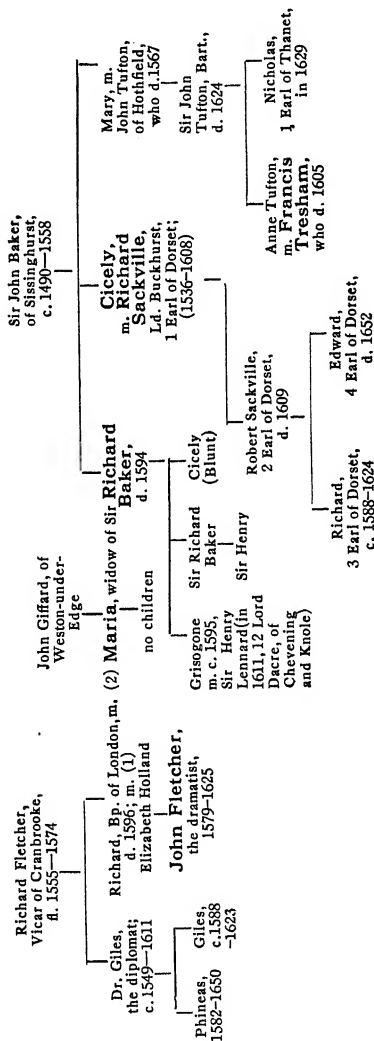 Richard Fletcher,
Vicar of Cranbrooke,
fl. 1555—1574
Dr. Giles,
the diplomat;
c. 1549—1611
Phineas,
1582-1650
Giles,
c.1588
-1623
Richard, Bp. of London, m.
d. 1596; m. (1)
Elizabeth Holland
John Fletcher,
the dramatist,
1579-1625
John Giffard, of
Weston-under-
Edge
(2) Maria, widow of Sir Richard
Baker,
d. 1594
no children
Grisogone
m. c. 1595,
Sir Henry
Lennard (in
1611, 12 Lord
Dacre, of
Chevening
and Knole)
Sir Richard
Baker
Sir Henry
Cicely
(Blunt)
Sir John Baker,
of Sissinghurst,
c. 1490—1558
Cicely,
m. Richard
Sackville,
Ld. Buckhurst,
1 Earl of Dorset;
(1536-1608)
Robert Sackville,
2 Earl of Dorset,
d. 1609
Richard,
3 Earl of Dorset,
c. 1588-1624
Edward,
4 Earl of Dorset,
d. 1652
Mary, m.
John Tufton,
of Hothfield,
who d.1567
Sir John
Tufton, Bart.,
d. 1624
Anne Tufton,
m. Francis
Tresham,
who d. 1605
Nicholas,
1 Earl of Thanet,
in 1629